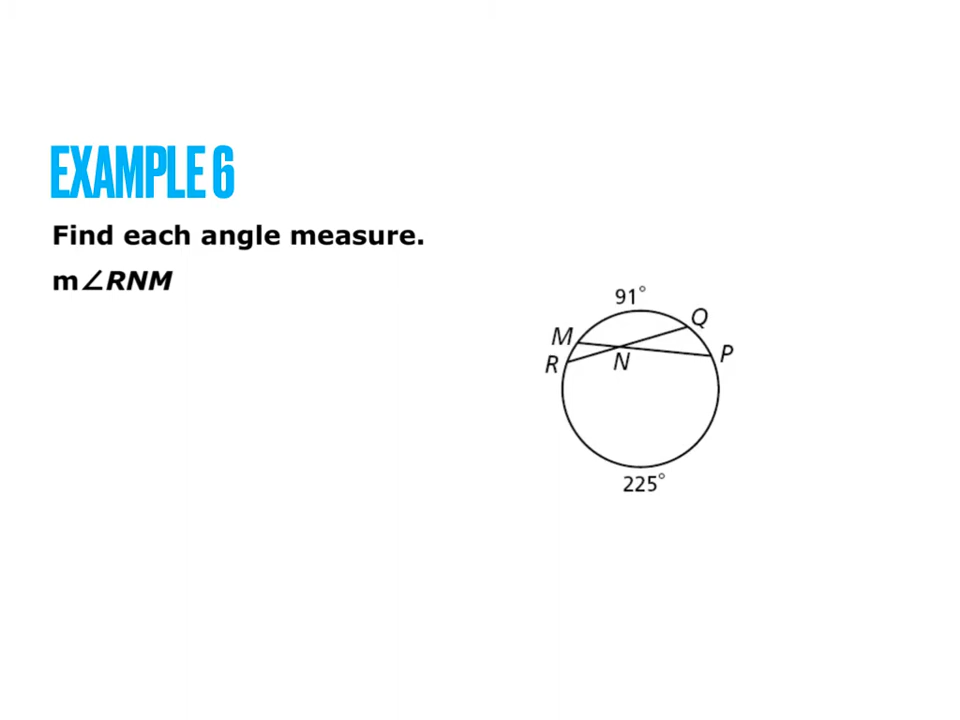 EXAMPLE 6
Find each angle measure.
m∠RNM
91°
Q
M
P
R
N
225°